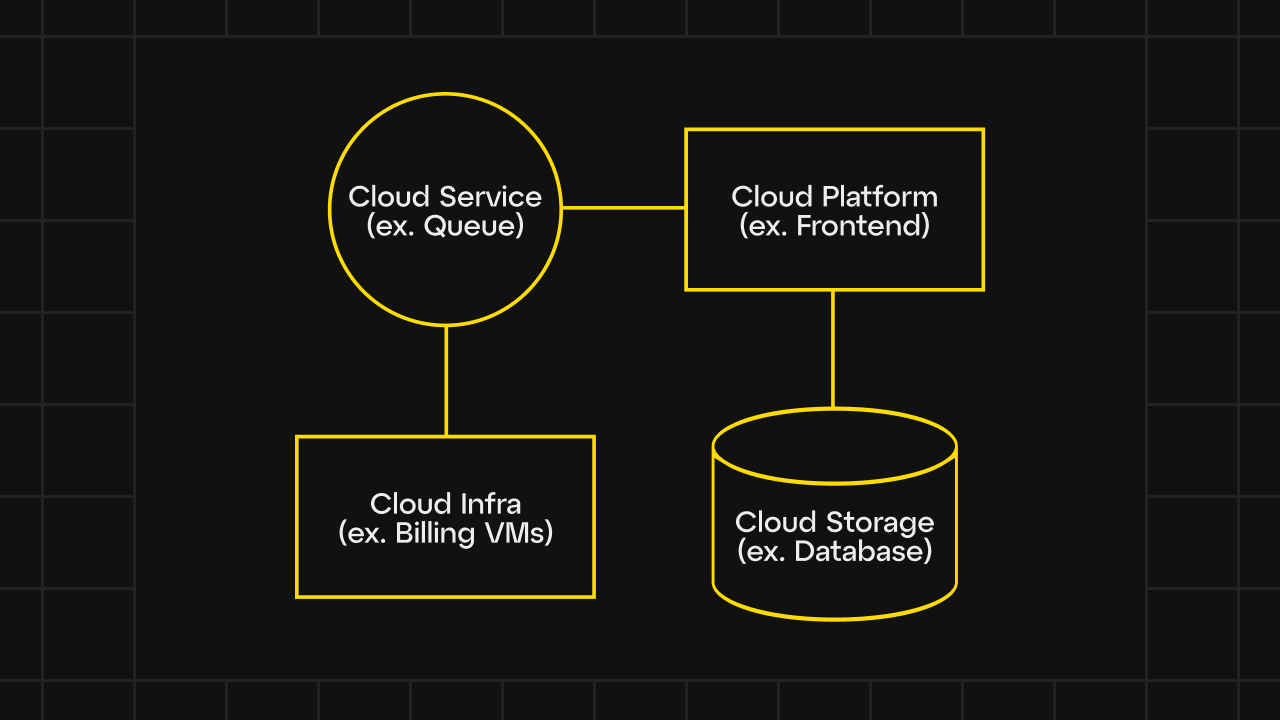 Cloud Service
(ex. Queue)
Cloud Platform
(ex. Frontend)
Cloud Infra
(ex. Billing VMs)
Cloud Storage
(ex. Database)